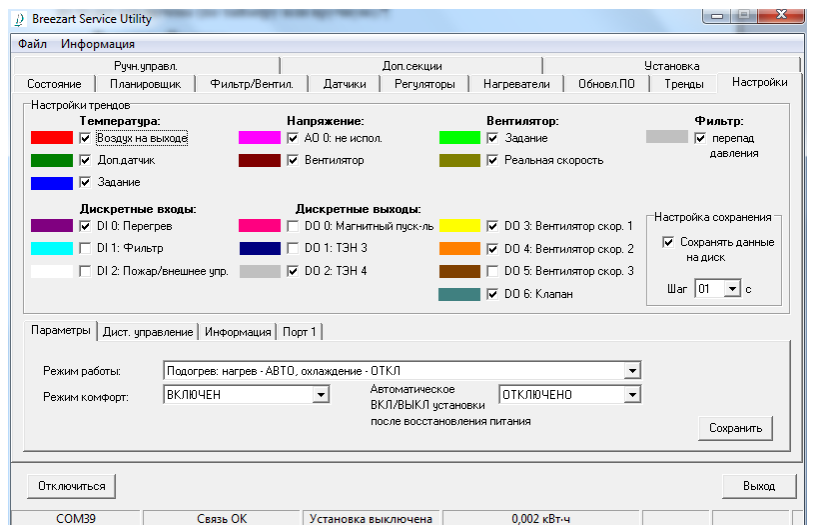 Breezart Service Utility
Файл Информация
Ручн.управл. Доп.секции Установка
Состояние Планировщик Фильтр/Вентил. Датчики Регуляторы Нагреватели Обновл.ПО Тренды Настройки
Настройки трендов
Температура: Напряжение: Вентилятор: Фильтр:
Воздух на выходе AO 0: не испол. Задание перепад
давления
Доп.датчик Вентилятор Реальная скорость
Задание
Дискретные входы: Дискретные выходы:
DI 0: Перегрев DO 0: Магнитный пуск-ль DO 3: Вентилятор скор. 1
DI 1: Фильтр DO 1: ТЭН 3 DO 4: Вентилятор скор. 2
DI 2: Пожар/внешнее упр. DO 2: ТЭН 4 DO 5: Вентилятор скор. 3
DO 6: Клапан
Настройка сохранения
Сохранять данные
на диск
Шаг 01 с
Параметры Дист. управление Информация Порт 1
Режим работы: Подогрев: нагрев - АВТО, охлаждение - ОТКЛ
Режим комфорт: ВКЛЮЧЕН
Автоматическое
ВКЛ/ВЫКЛ установки
после восстановления питания
ОТКЛЮЧЕНО
Сохранить
Отключиться Выход
COM39 Связь OK Установка выключена 0,002 кВт-ч